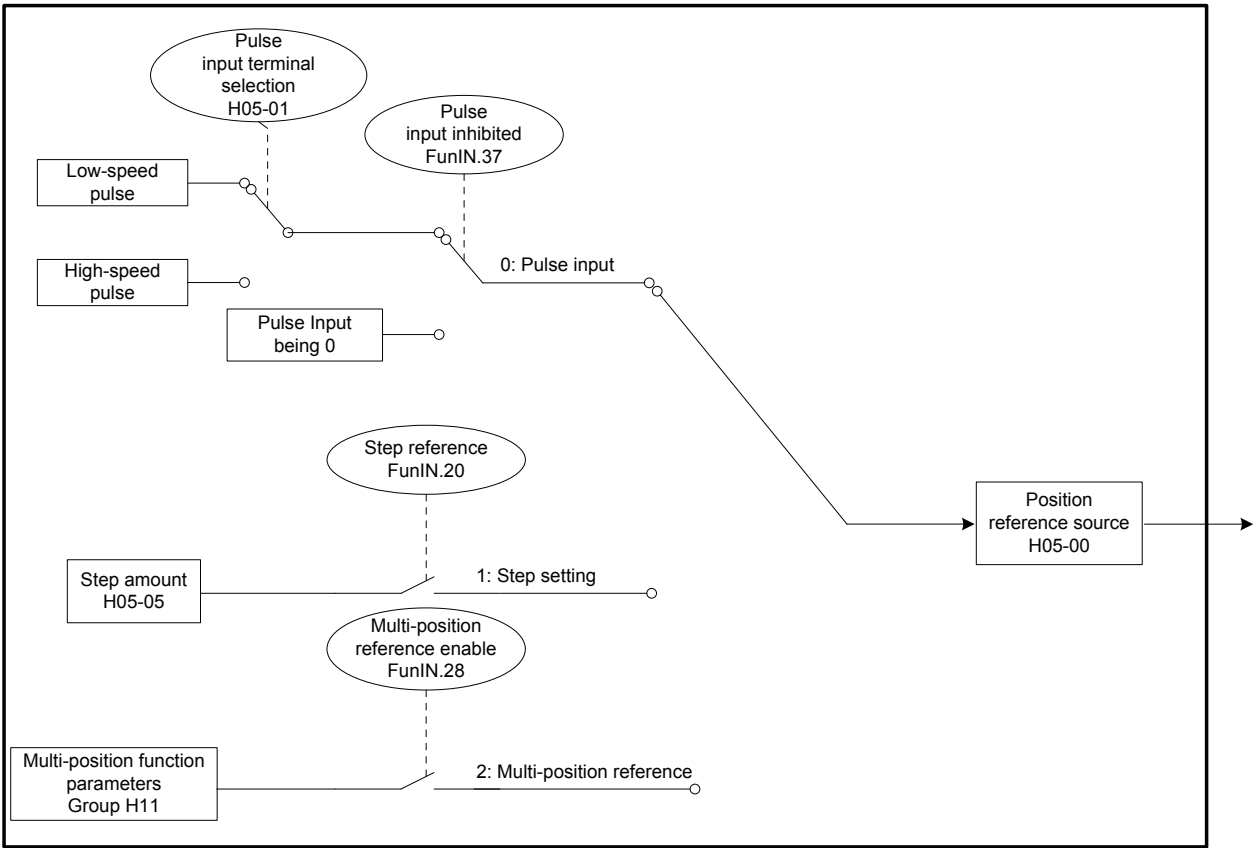 Pulse
input terminal
selection
H05-01
Pulse
input inhibited
FunIN.37
Low-speed
pulse
High-speed
pulse
0: Pulse input
Pulse Input
being 0
Step reference
FunIN.20
Position
reference source
H05-00
Step amount
H05-05
1: Step setting
Multi-position
reference enable
FunIN.28
Multi-position function
parameters
Group H11
2: Multi-position reference